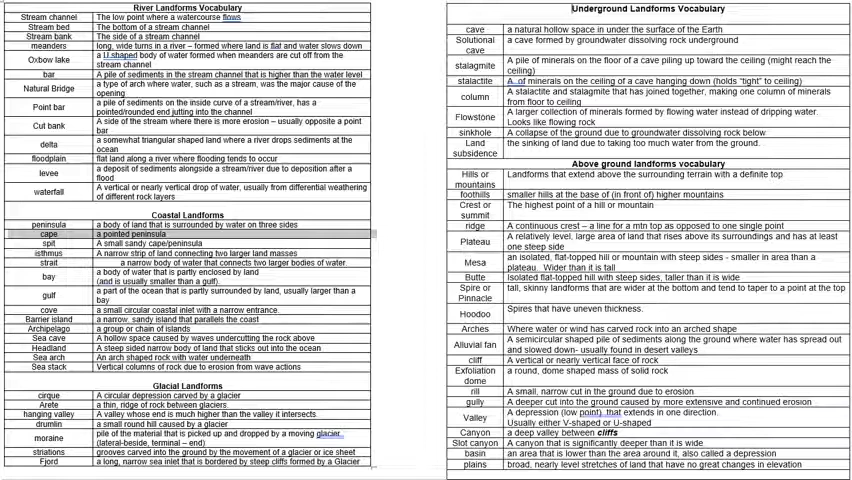 River Landforms Vocabulary
Stream channel The low point where a watercourse flows
Stream bed The bottom of a stream channel
Stream bank The side of a stream channel
meanders long, wide turns in a river – formed where land is flat and water slows down
Oxbow lake a U shaped body of water formed when meanders are cut off from the
stream channel
bar A pile of sediments in the stream channel that is higher than the water level
Natural Bridge a type of arch where water, such as a stream, was the major cause of the
opening
Point bar a pile of sediments on the inside curve of a stream/river, has a
pointed/rounded end jutting into the channel
Cut bank A side of the stream where there is more erosion – usually opposite a point
bar
delta a somewhat triangular shaped land where a river drops sediments at the
ocean
floodplain flat land along a river where flooding tends to occur
levee a deposit of sediments alongside a stream/river due to deposition after a
flood
waterfall A vertical or nearly vertical drop of water, usually from differential weathering
of different rock layers
Coastal Landforms
peninsula a body of land that is surrounded by water on three sides
cape a pointed peninsula
spit A small sandy cape/peninsula
isthmus A narrow strip of land connecting two larger land masses
strait a narrow body of water that connects two larger bodies of water.
bay a body of water that is partly enclosed by land
(and is usually smaller than a gulf).
gulf a part of the ocean that is partly surrounded by land, usually larger than a
bay
cove a small circular coastal inlet with a narrow entrance.
Barrier island a narrow, sandy island that parallels the coast
Archipelago a group or chain of islands
Sea cave A hollow space caused by waves undercutting the rock above
Headland A steep sided narrow body of land that sticks out into the ocean
Sea arch An arch shaped rock with water underneath
Sea stack Vertical columns of rock due to erosion from wave actions
Glacial Landforms
cirque A circular depression carved by a glacier
Arete a thin, ridge of rock between glaciers.
hanging valley A valley whose end is much higher than the valley it intersects
drumlin a small round hill caused by a glacier
moraine pile of the material that is picked up and dropped by a moving glacier.
(lateral-beside, terminal – end)
striations grooves carved into the ground by the movement of a glacier or ice sheet
Fjord a long, narrow sea inlet that is bordered by steep cliffs formed by a Glacier
Underground Landforms Vocabulary
cave a natural hollow space in under the surface of the Earth
Solutional a cave formed by groundwater dissolving rock underground
cave
stalagmite A pile of minerals on the floor of a cave piling up toward the ceiling (might reach the
ceiling)
stalactite A of minerals on the ceiling of a cave hanging down (holds "tight" to ceiling)
column A stalactite and stalagmite that has joined together, making one column of minerals
from floor to ceiling
Flowstone A larger collection of minerals formed by flowing water instead of dripping water.
Looks like flowing rock
sinkhole A collapse of the ground due to groundwater dissolving rock below
Land the sinking of land due to taking too much water from the ground.
subsidence
Above ground landforms vocabulary
Hills or Landforms that extend above the surrounding terrain with a definite top
mountains
foothills smaller hills at the base of (in front of) higher mountains
Crest or The highest point of a hill or mountain
summit
ridge A continuous crest – a line for a mtn top as opposed to one single point
Plateau A relatively level, large area of land that rises above its surroundings and has at least
one steep side
Mesa an isolated, flat-topped hill or mountain with steep sides - smaller in area than a
plateau. Wider than it is tall
Butte Isolated flat-topped hill with steep sides, taller than it is wide
Spire or tall, skinny landforms that are wider at the bottom and tend to taper to a point at the top
Pinnacle
Hoodoo Spires that have uneven thickness.
Arches Where water or wind has carved rock into an arched shape
Alluvial fan A semicircular shaped pile of sediments along the ground where water has spread out
and slowed down- usually found in desert valleys
cliff A vertical or nearly vertical face of rock
Exfoliation a round, dome shaped mass of solid rock
dome
rill A small, narrow cut in the ground due to erosion
gully A deeper cut into the ground caused by more extensive and continued erosion
Valley A depression (low point) that extends in one direction.
Usually either V-shaped or U-shaped
Canyon a deep valley between cliffs
Slot canyon A canyon that is significantly deeper than it is wide
basin an area that is lower than the area around it, also called a depression
plains broad, nearly level stretches of land that have no great changes in elevation